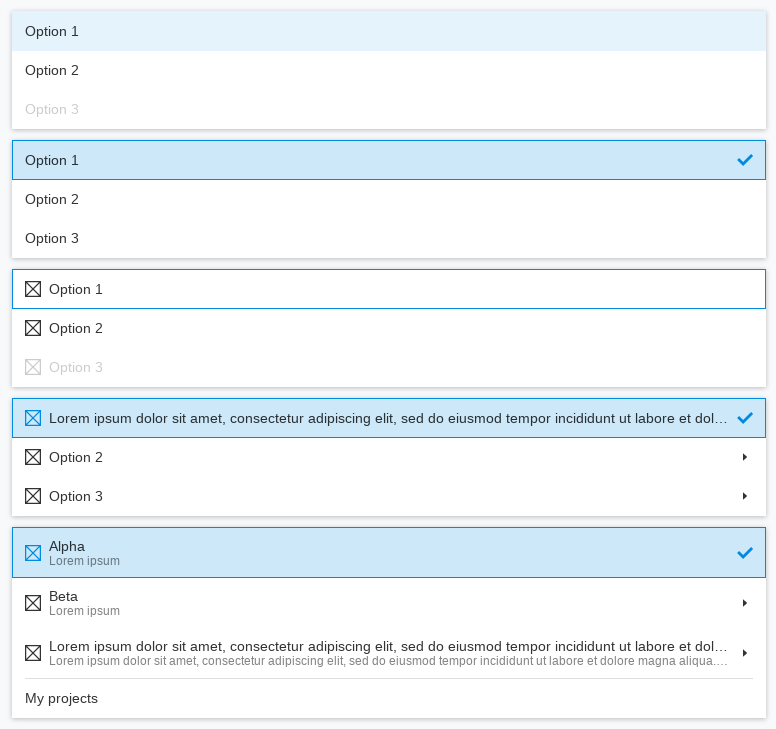 Option 1
Option 2
Option 3
Option 1
Option 2
Option 3
Option 1
Option 2
Option 3
Lorem ipsum dolor sit amet, consectetur adipiscing elit, sed do eiusmod tempor incididunt ut labore et dol…
Option 2
Option 3
Alpha
Lorem ipsum
Beta
Lorem ipsum
Lorem ipsum dolor sit amet, consectetur adipiscing elit, sed do eiusmod tempor incididunt ut labore et dol…
Lorem ipsum dolor sit amet, consectetur adipiscing elit, sed do eiusmod tempor incididunt ut labore et dolore magna aliqua.…
My projects